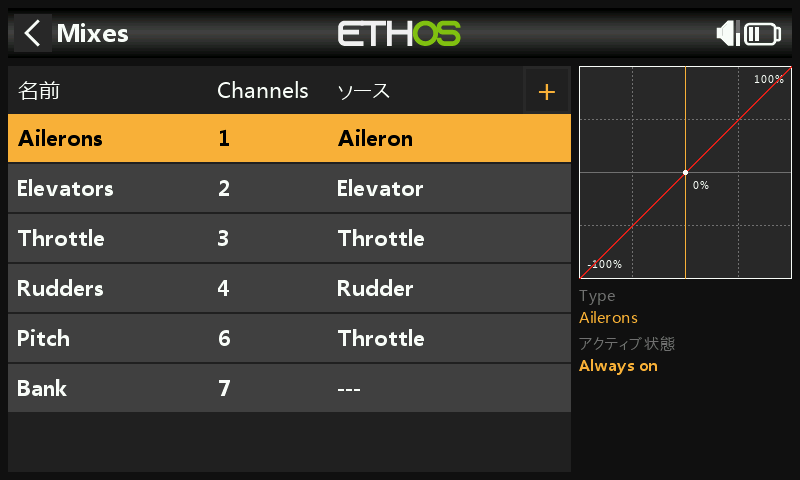 Mixes
ETHOS
名前 Channels ソース +
Ailerons 1 Aileron
Elevators 2 Elevator
Throttle 3 Throttle
Rudders 4 Rudder
Pitch 6 Throttle
Bank 7 ---
100%
0%
-100%
Type
Ailerons
アクティブ状態
Always on